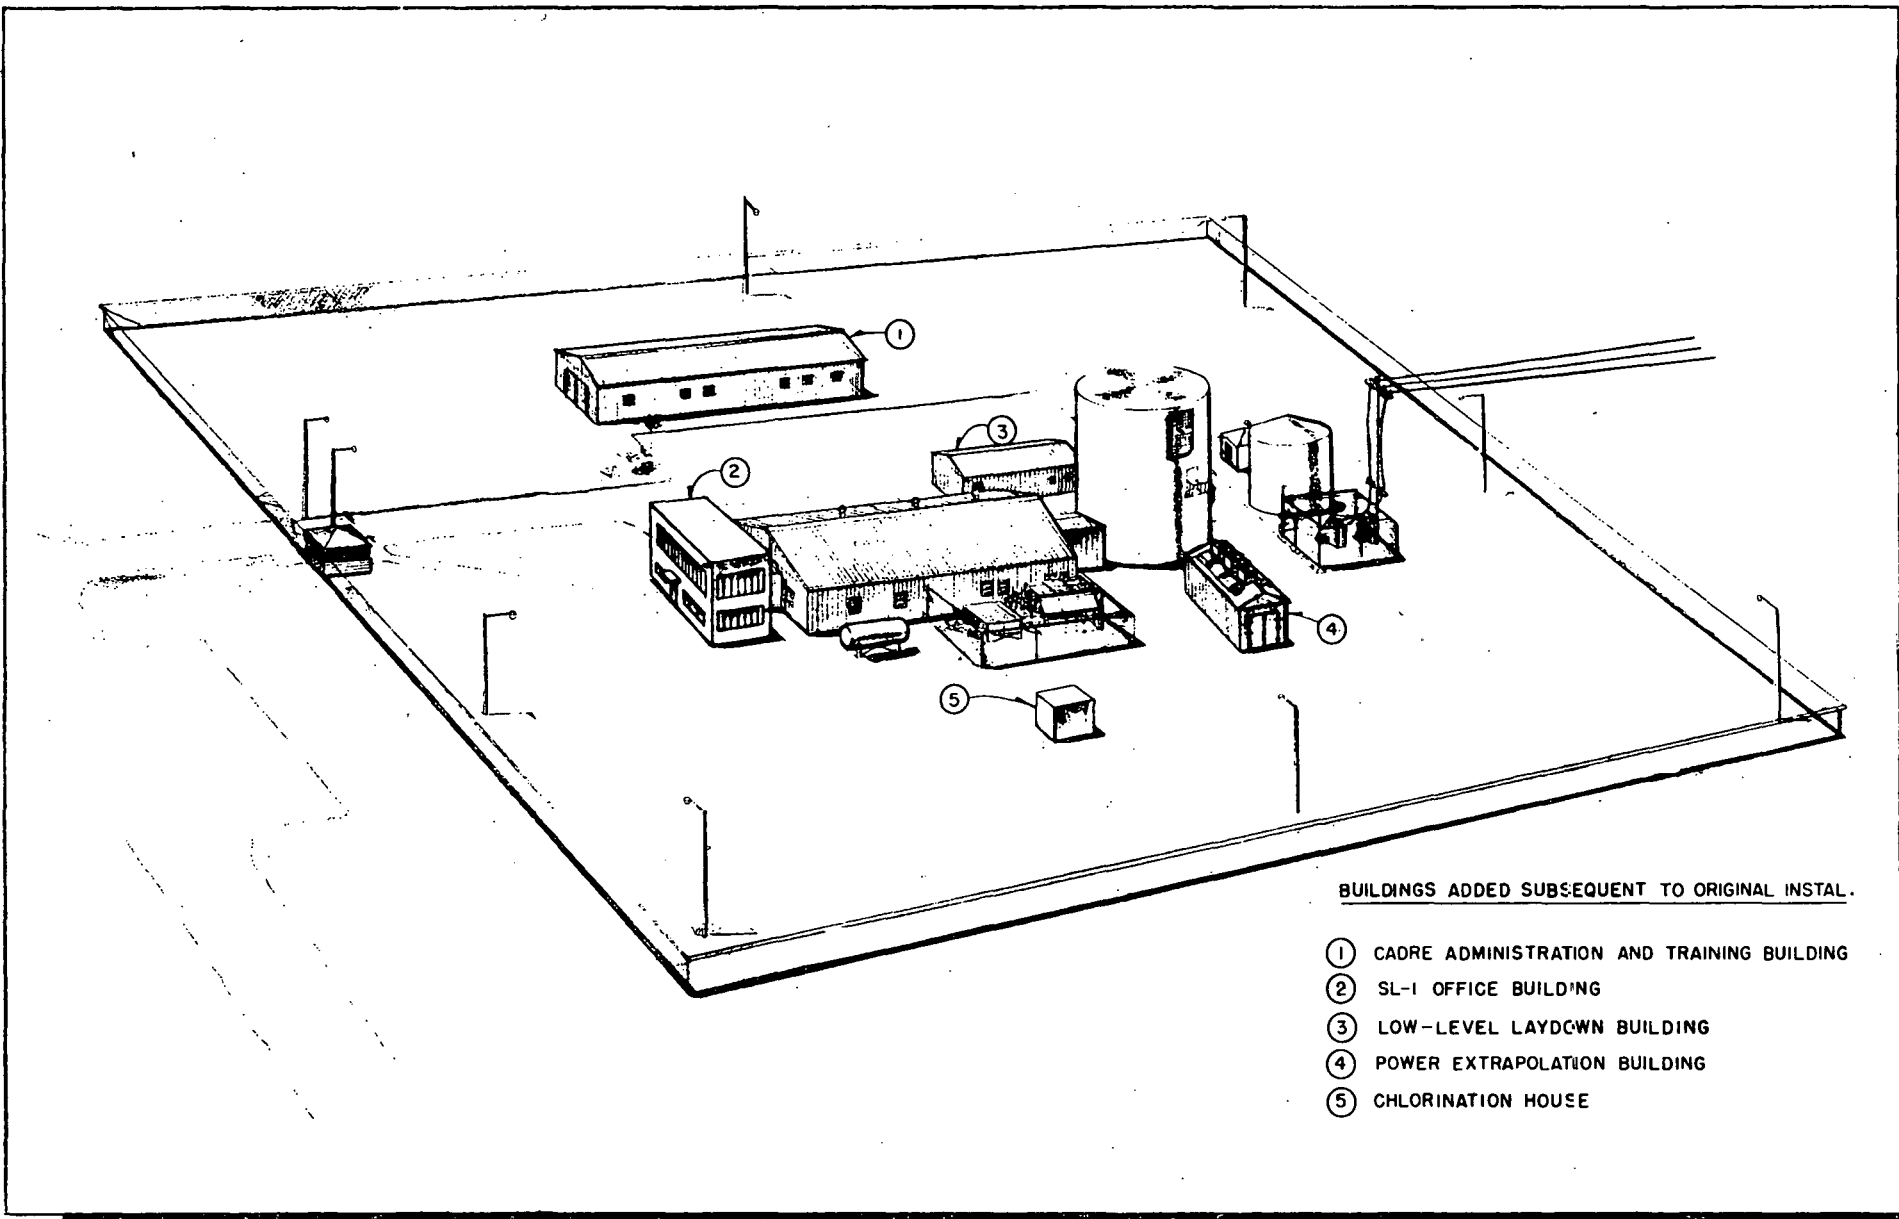 1
3
2
4
5
BUILDINGS ADDED SUBSEQUENT TO ORIGINAL INSTAL.
1 CADRE ADMINISTRATION AND TRAINING BUILDING
2 SL-1 OFFICE BUILDING
3 LOW-LEVEL LAYDOWN BUILDING
4 POWER EXTRAPOLATION BUILDING
5 CHLORINATION HOUSE